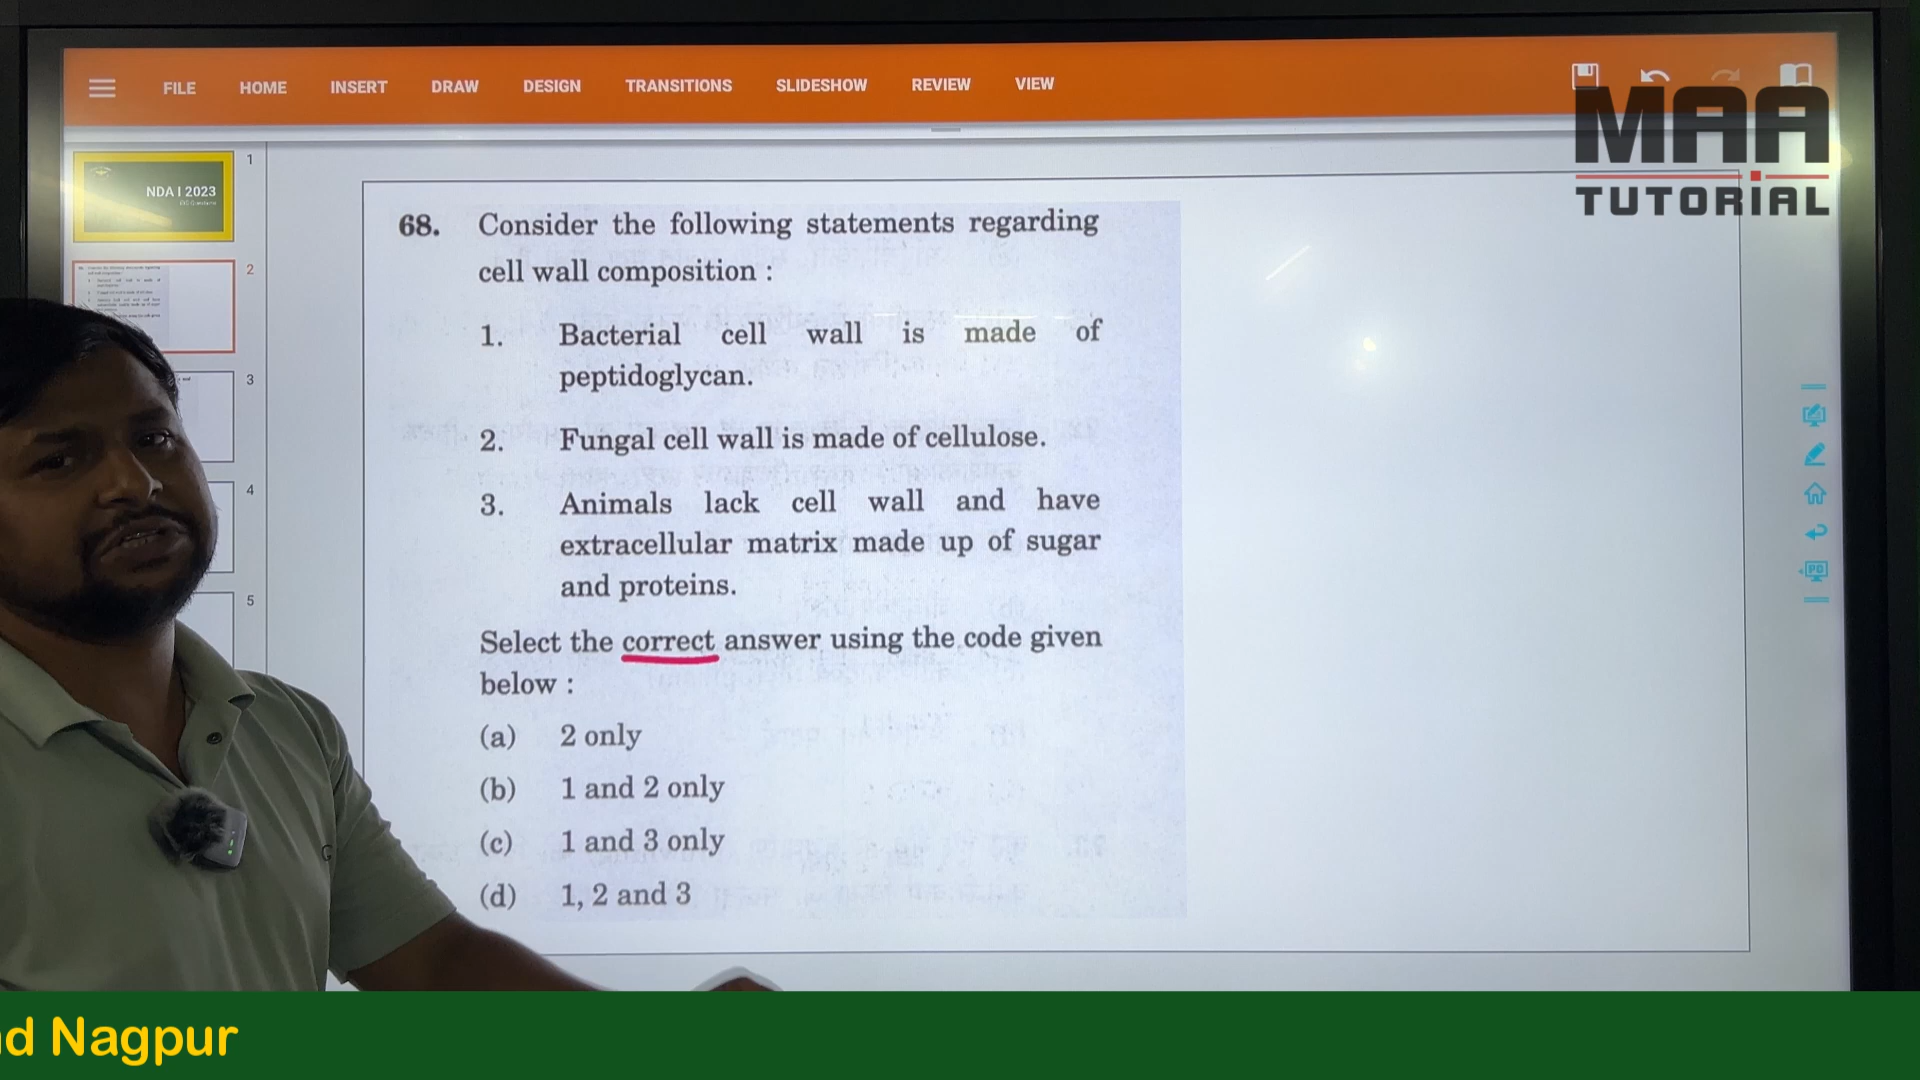 FILE HOME INSERT DRAW DESIGN TRANSITIONS SLIDESHOW REVIEW VIEW
MAA
TUTORIAL
1
NDA I 2023
2
3
4
5
68. Consider the following statements regarding
cell wall composition :
1. Bacterial cell wall is made of
peptidoglycan.
2. Fungal cell wall is made of cellulose.
3. Animals lack cell wall and have
extracellular matrix made up of sugar
and proteins.
Select the correct answer using the code given
below :
(a) 2 only
(b) 1 and 2 only
(c) 1 and 3 only
(d) 1, 2 and 3
PC
d Nagpur